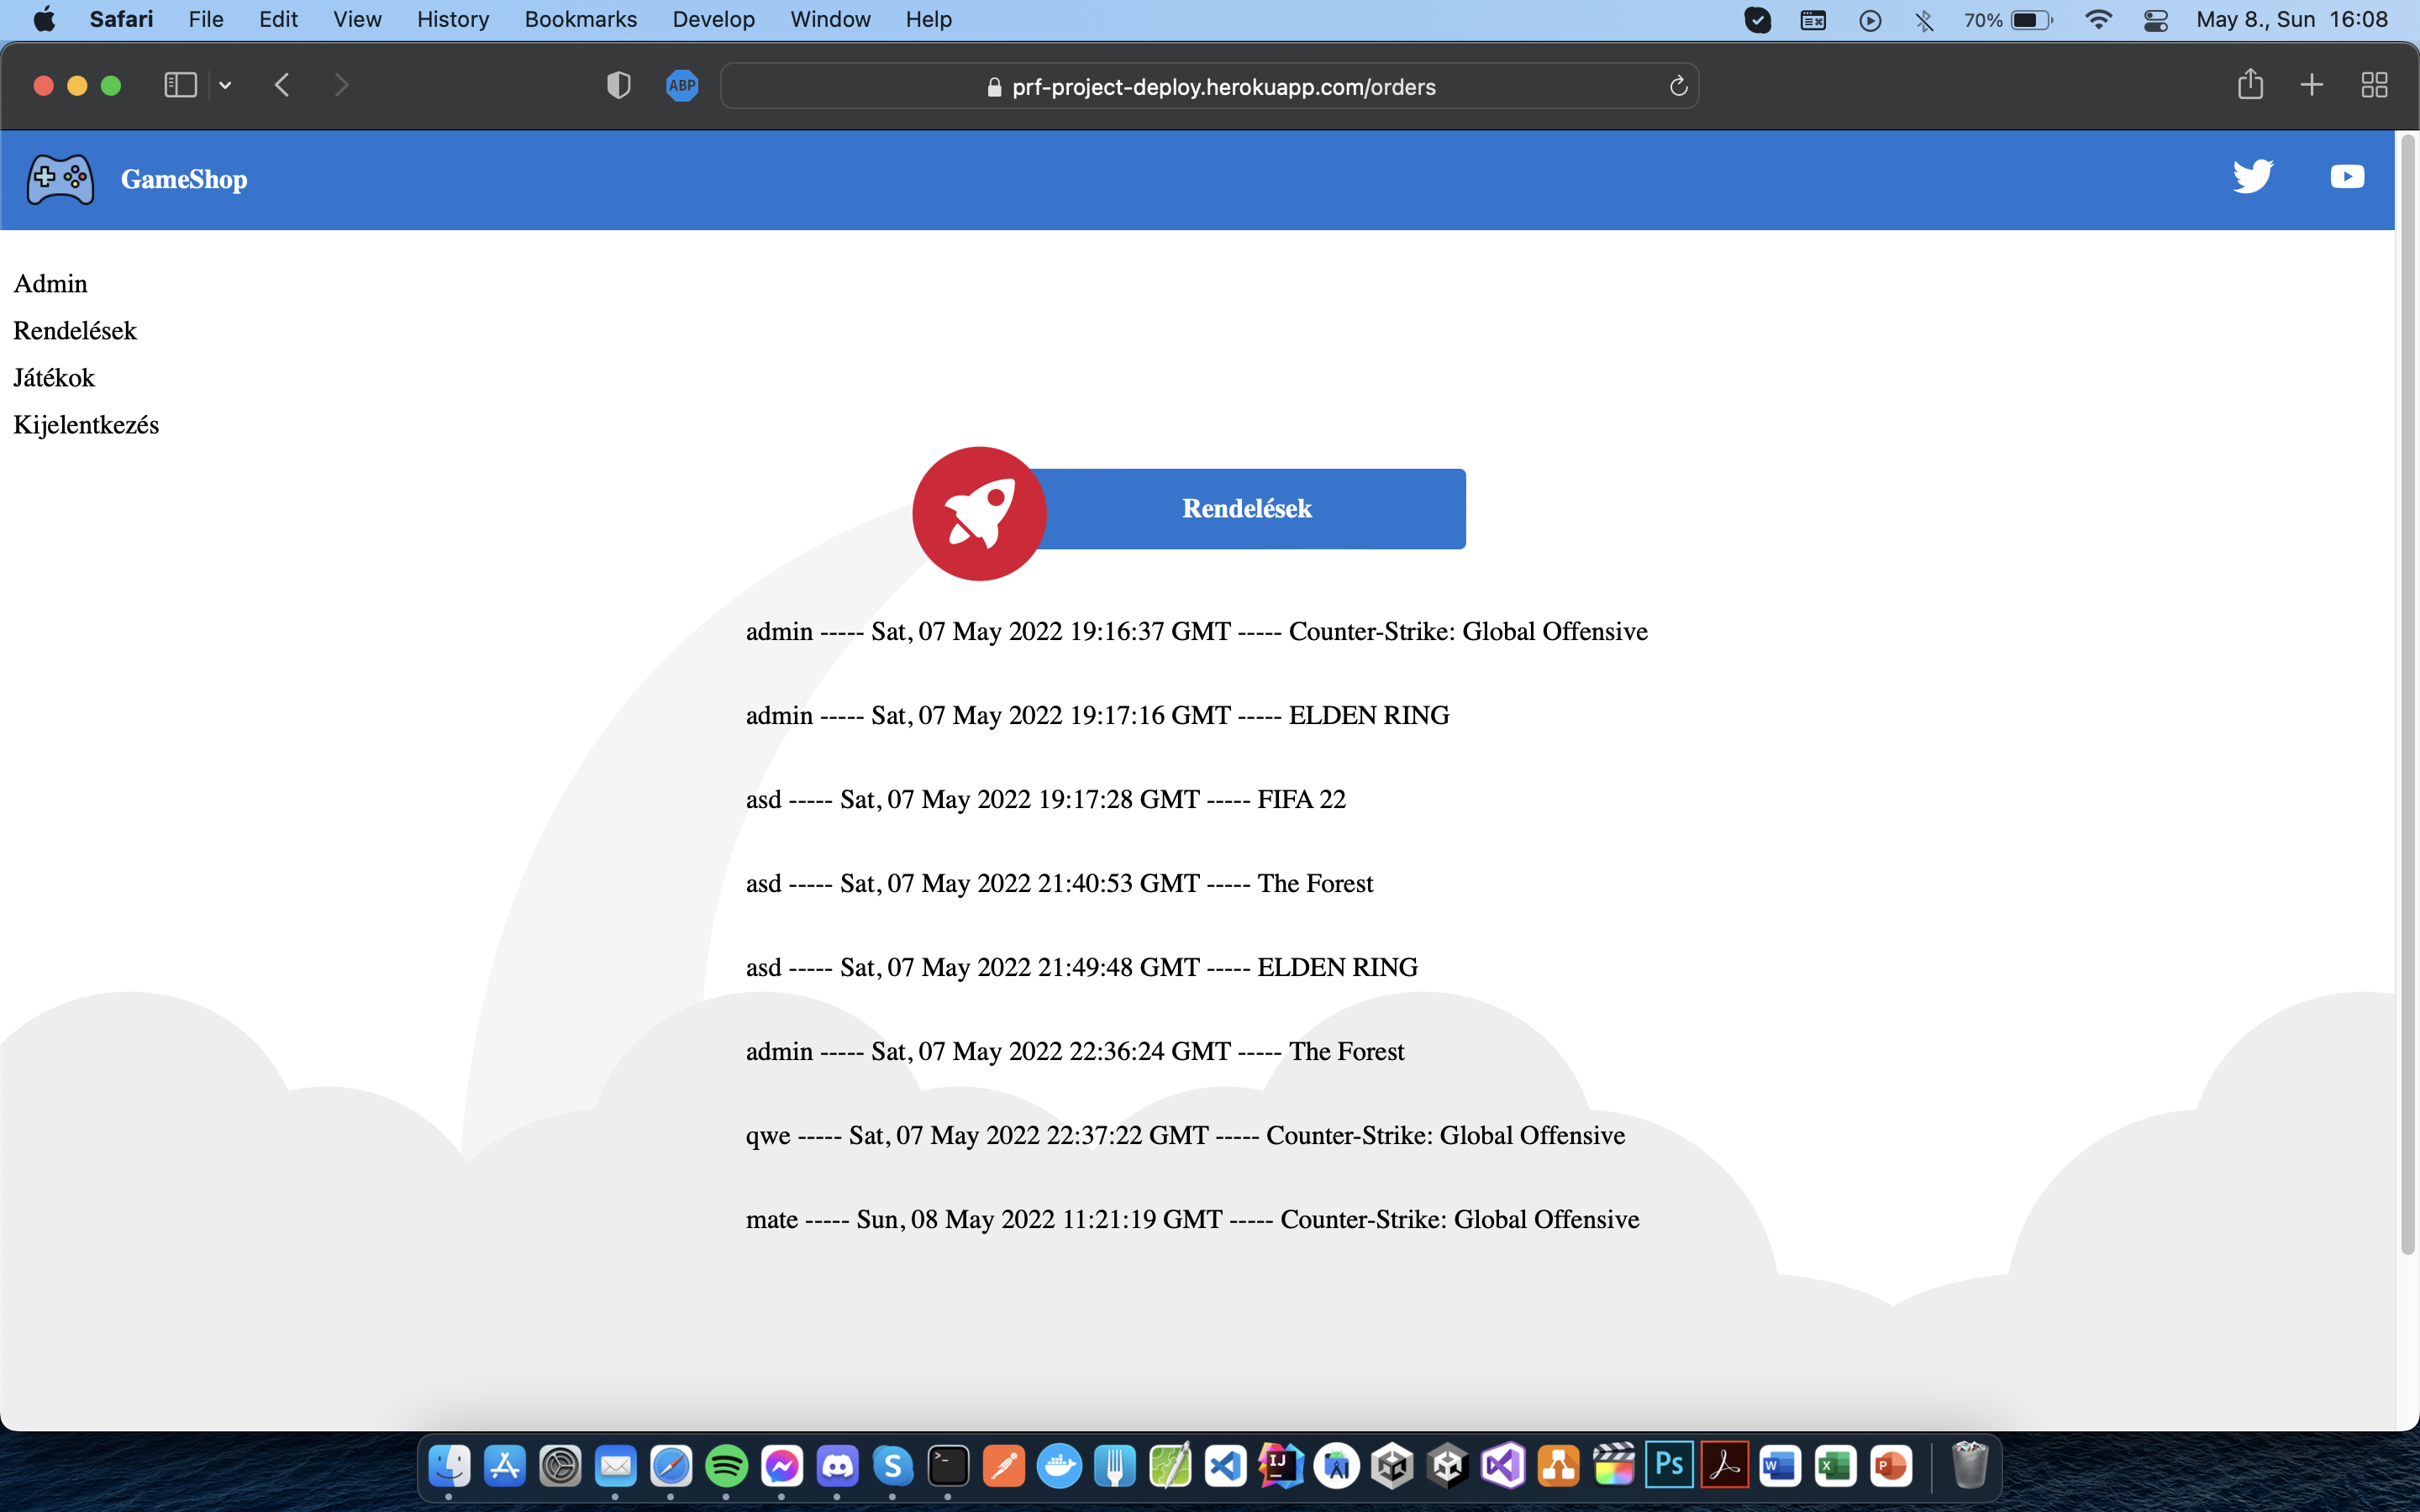 Safari File Edit View History Bookmarks Develop Window Help 70% May 8., Sun 16:08
ABP prf-project-deploy.herokuapp.com/orders
GameShop
Admin
Rendelések
Játékok
Kijelentkezés
Rendelések
admin ----- Sat, 07 May 2022 19:16:37 GMT ----- Counter-Strike: Global Offensive
admin ----- Sat, 07 May 2022 19:17:16 GMT ----- ELDEN RING
asd ----- Sat, 07 May 2022 19:17:28 GMT ----- FIFA 22
asd ----- Sat, 07 May 2022 21:40:53 GMT ----- The Forest
asd ----- Sat, 07 May 2022 21:49:48 GMT ----- ELDEN RING
admin ----- Sat, 07 May 2022 22:36:24 GMT ----- The Forest
qwe ----- Sat, 07 May 2022 22:37:22 GMT ----- Counter-Strike: Global Offensive
mate ----- Sun, 08 May 2022 11:21:19 GMT ----- Counter-Strike: Global Offensive
S >_ IJ Ps W X P